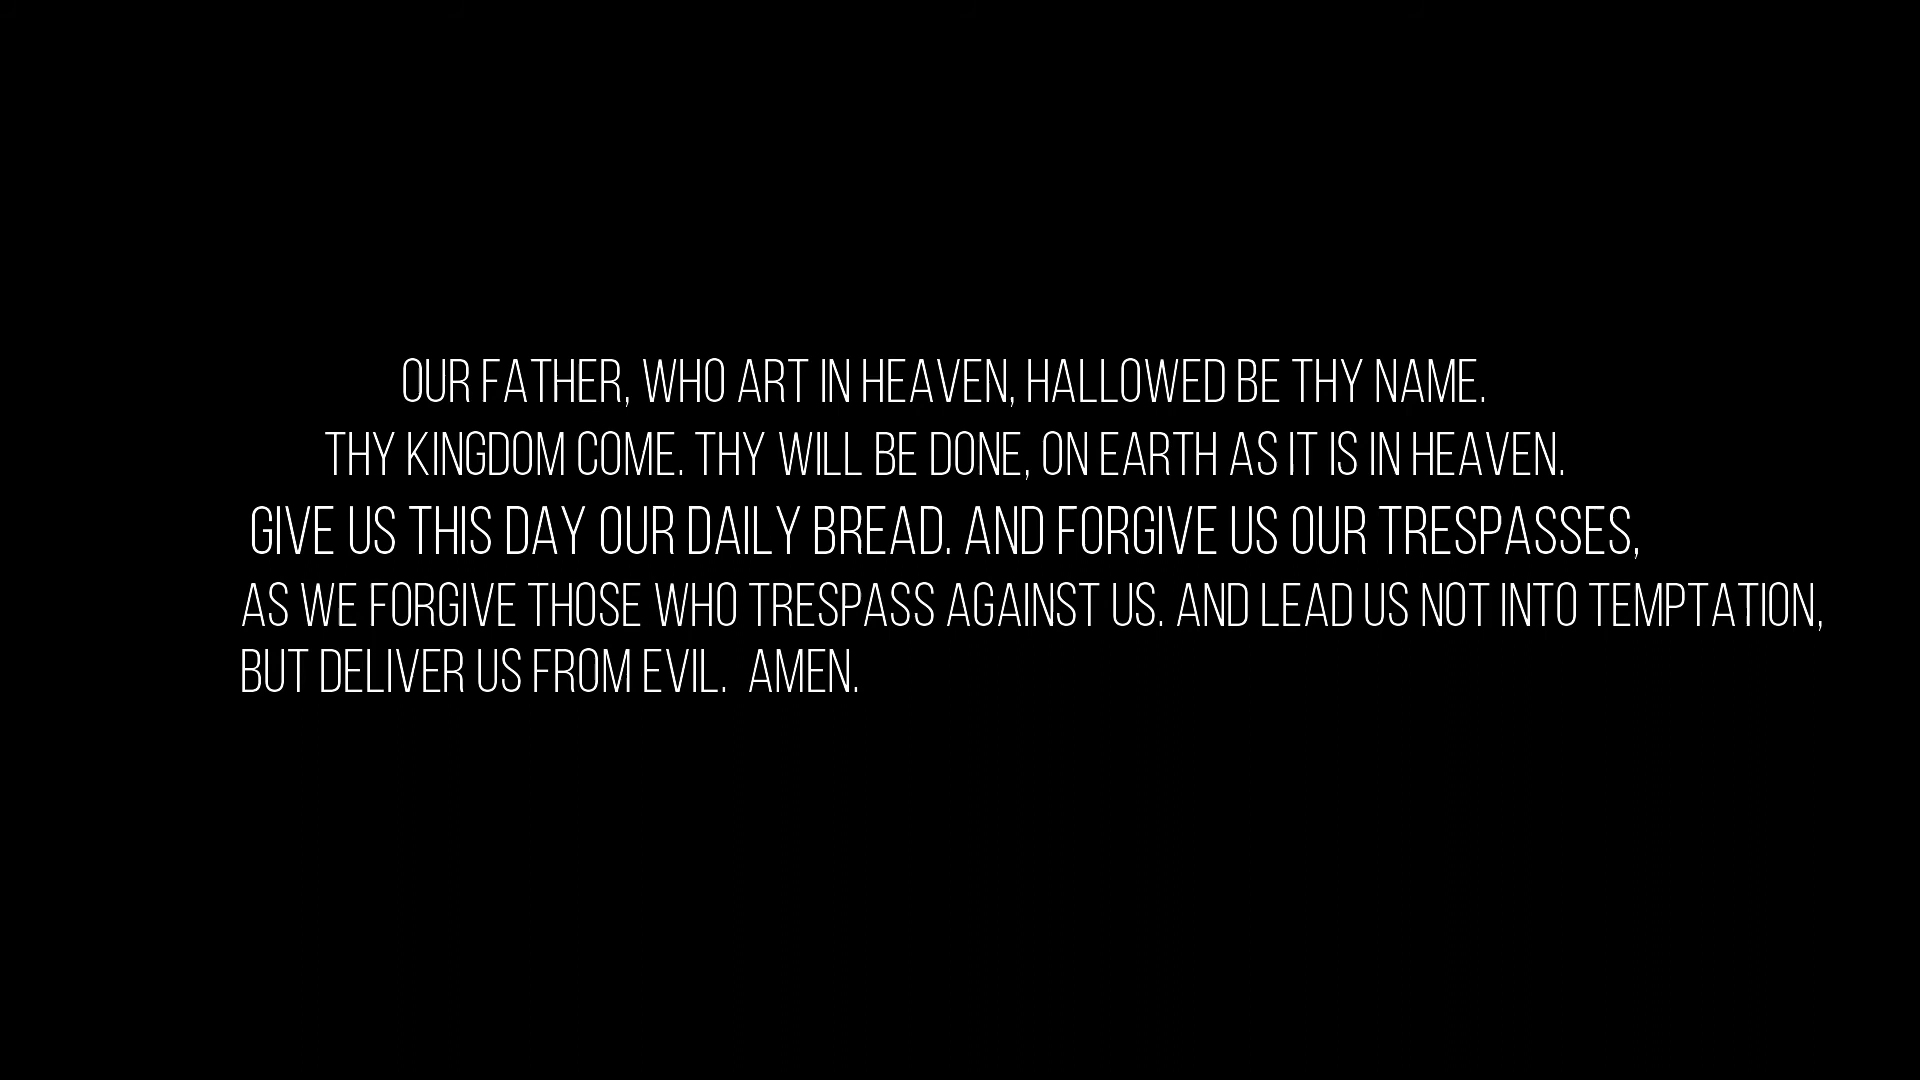 OUR FATHER, WHO ART IN HEAVEN, HALLOWED BE THY NAME.
THY KINGDOM COME. THY WILL BE DONE, ON EARTH AS IT IS IN HEAVEN.
GIVE US THIS DAY OUR DAILY BREAD. AND FORGIVE US OUR TRESPASSES,
AS WE FORGIVE THOSE WHO TRESPASS AGAINST US. AND LEAD US NOT INTO TEMPTATION,
BUT DELIVER US FROM EVIL.  AMEN.